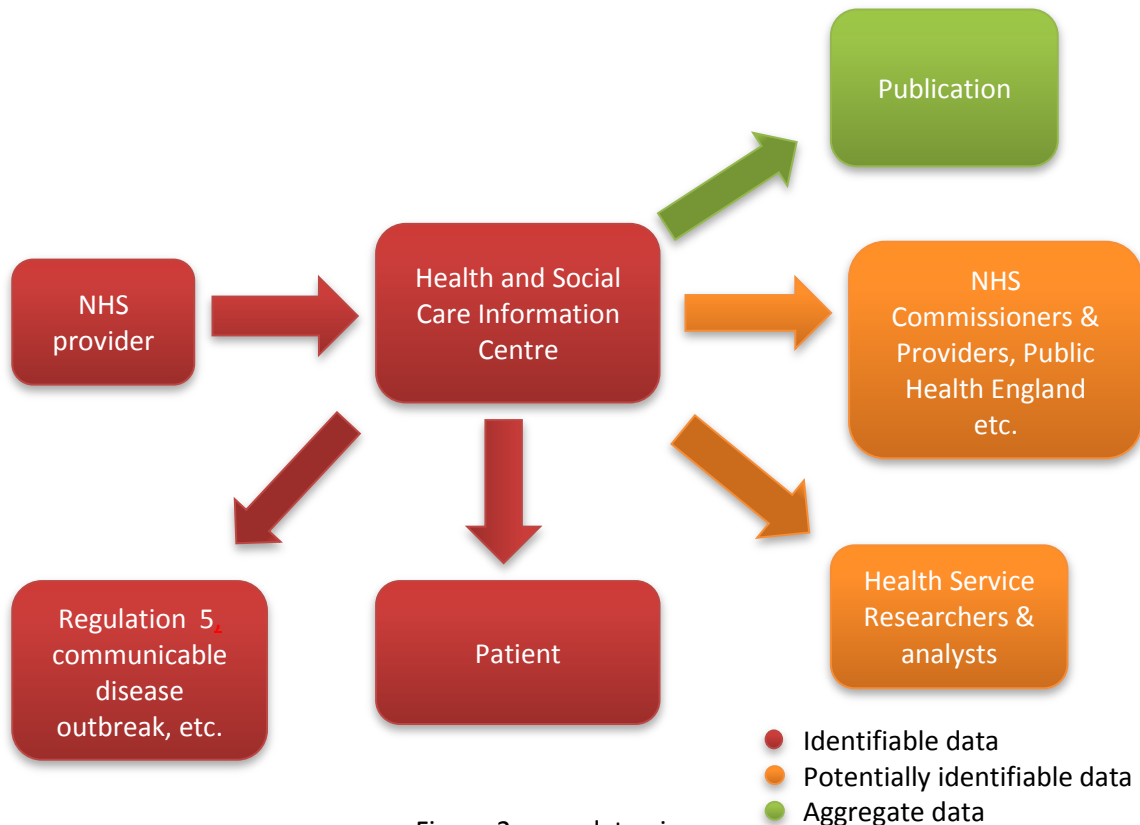 Publication
NHS
provider
Health and Social
Care Information
Centre
NHS
Commissioners &
Providers, Public
Health England
etc.
Regulation 5,
communicable
disease
outbreak, etc.
Patient
Health Service
Researchers &
analysts
Identifiable data
Potentially identifiable data
Aggregate data
Figure